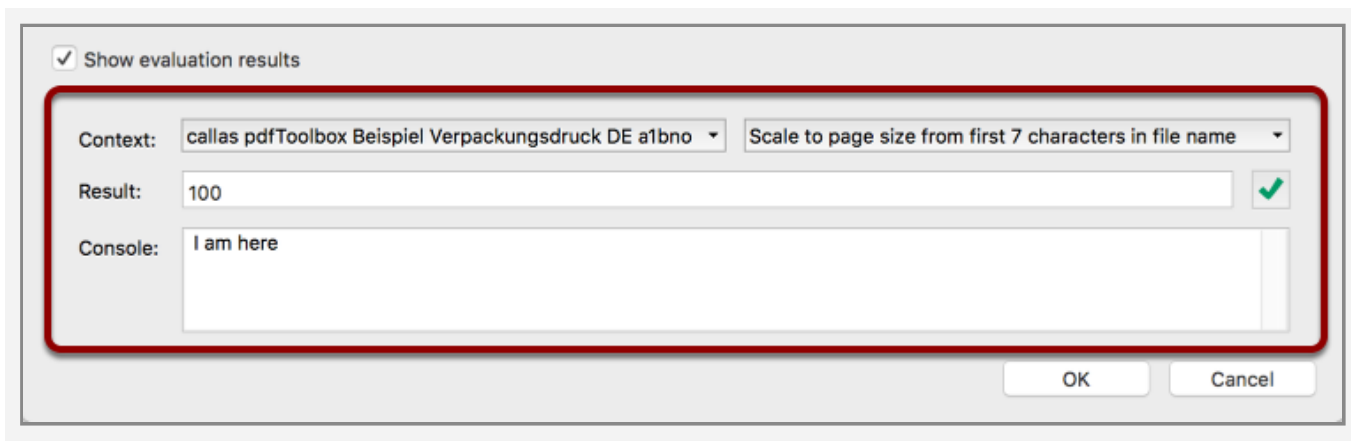 Show evaluation results
Context: callas pdfToolbox Beispiel Verpackungsdruck DE a1bno Scale to page size from first 7 characters in file name
Result: 100
Console: I am here
OK Cancel